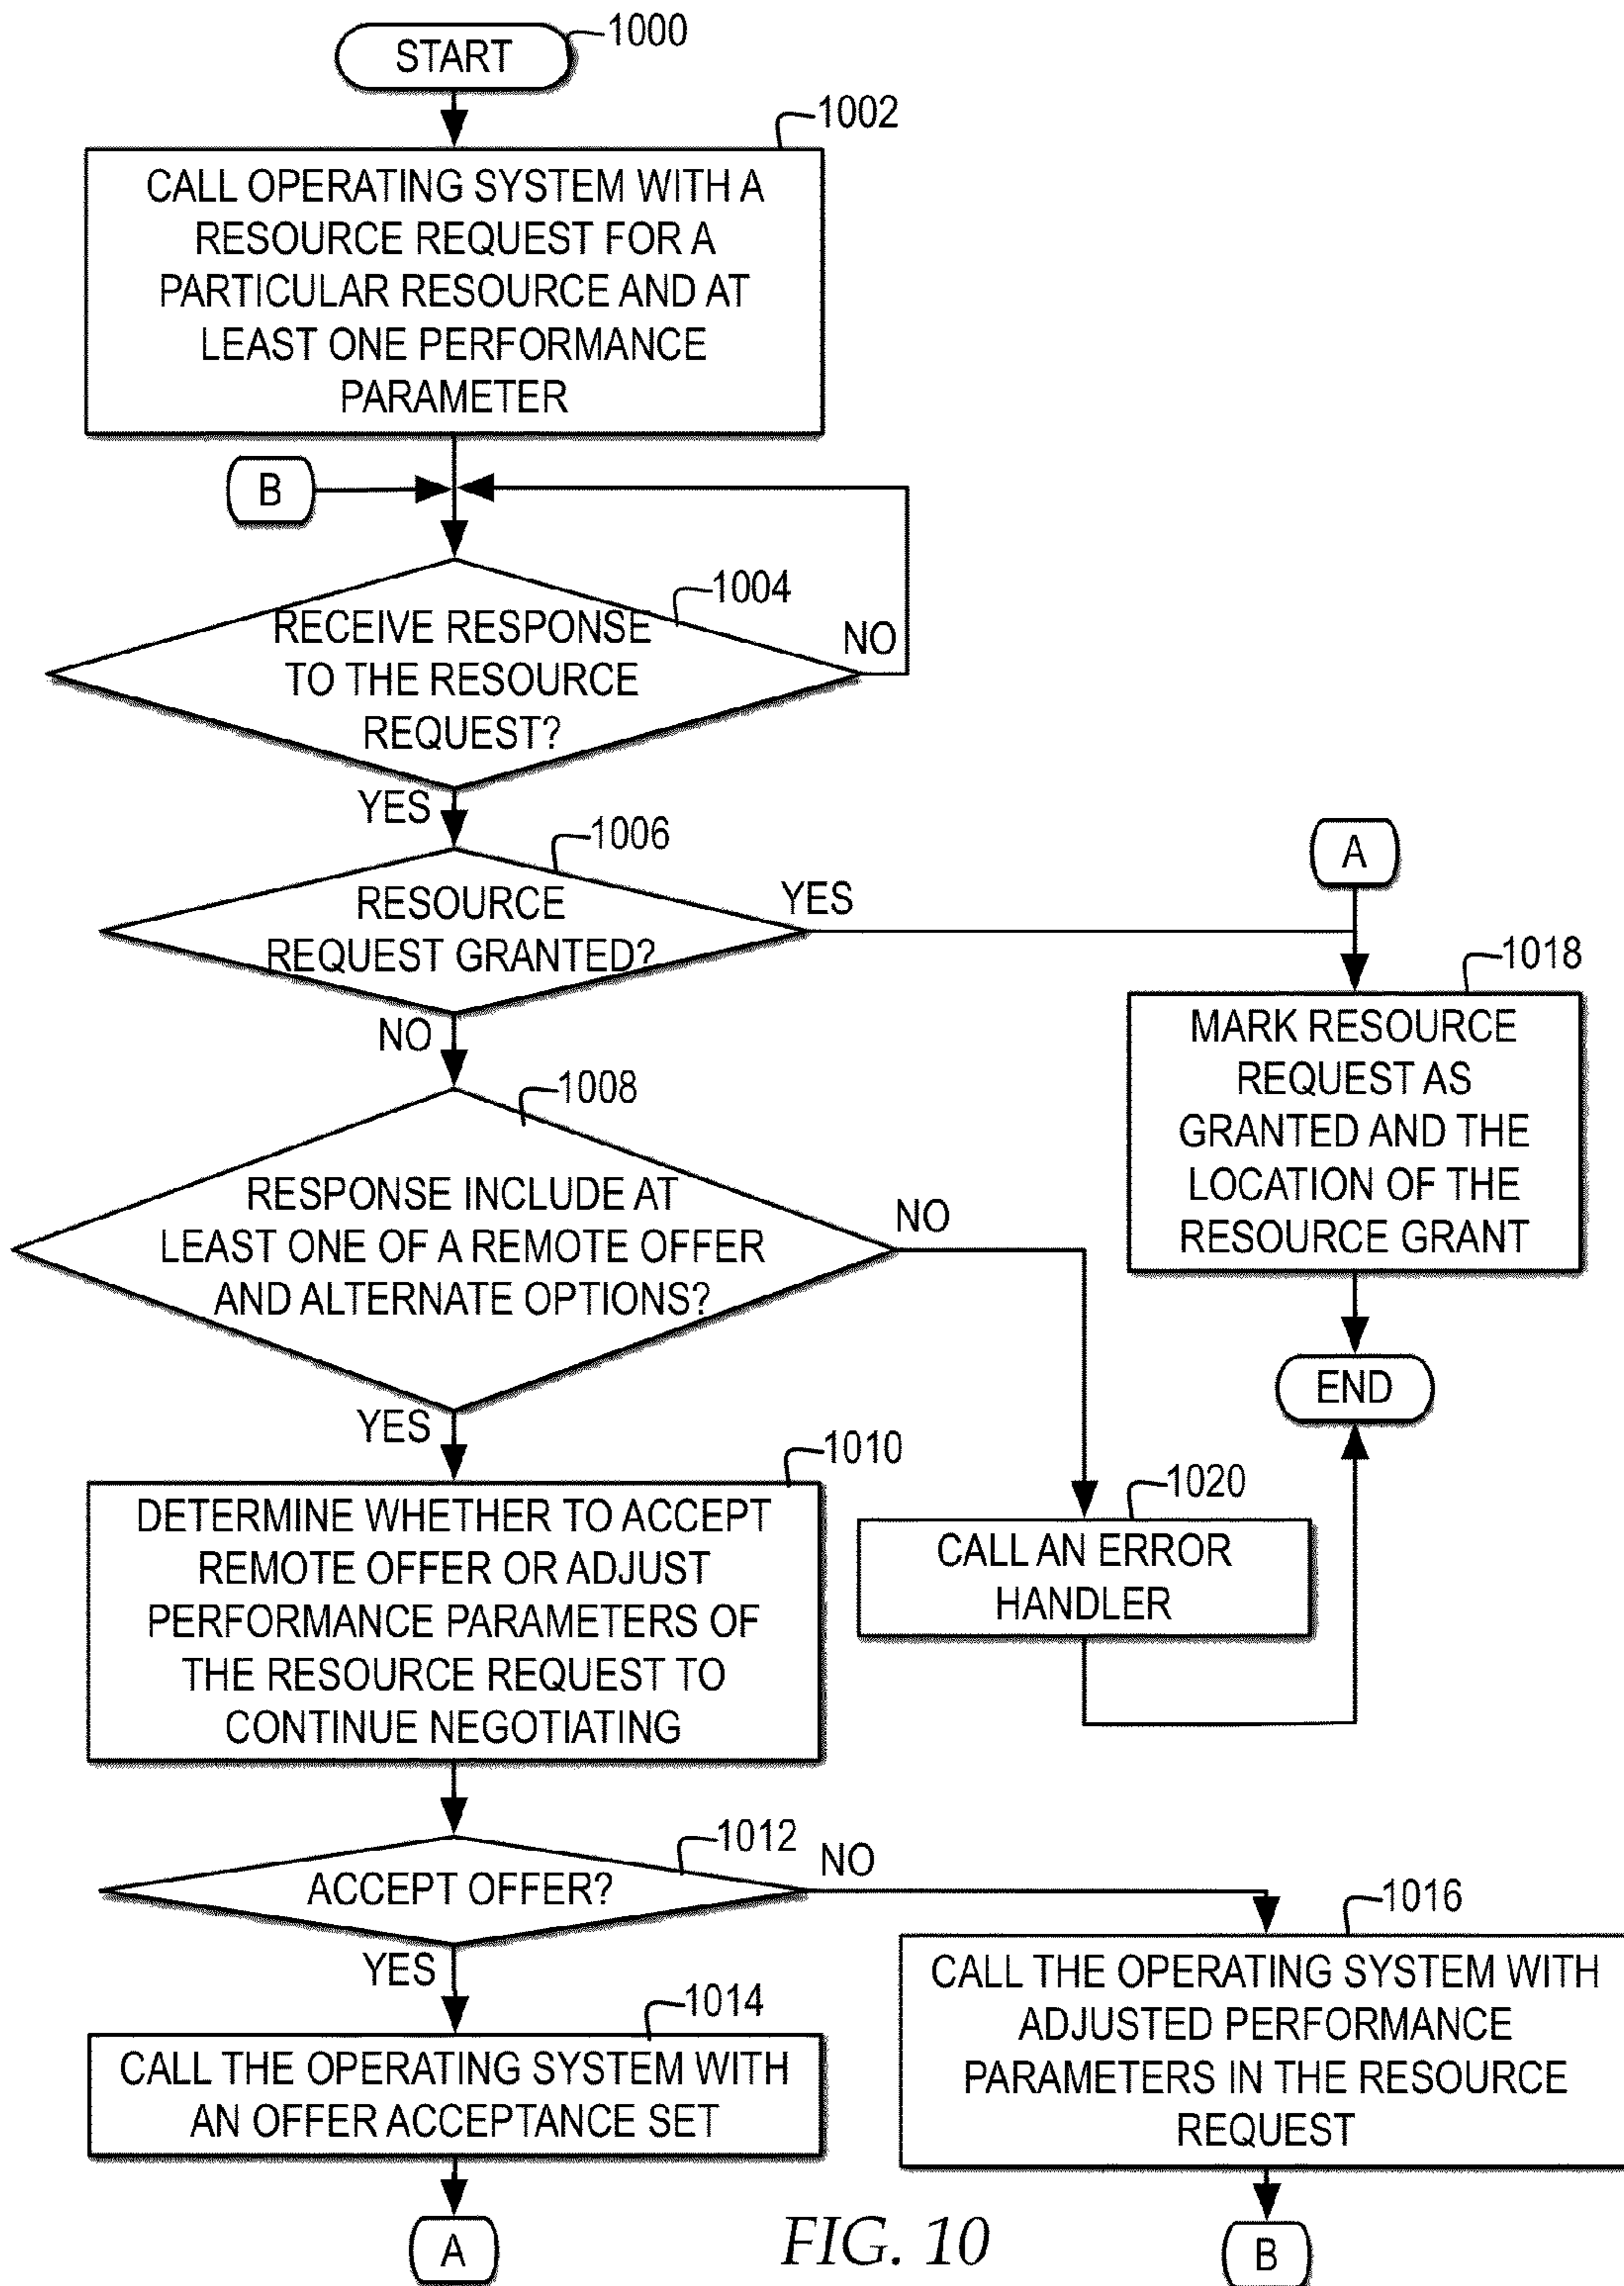 START
1000
1002
CALL OPERATING SYSTEM WITH A
RESOURCE REQUEST FOR A
PARTICULAR RESOURCE AND AT
LEAST ONE PERFORMANCE
PARAMETER
B
1004
RECEIVE RESPONSE
TO THE RESOURCE
REQUEST?
NO
YES
1006
RESOURCE
REQUEST GRANTED?
YES
NO
A
1018
MARK RESOURCE
REQUEST AS
GRANTED AND THE
LOCATION OF THE
RESOURCE GRANT
END
1008
RESPONSE INCLUDE AT
LEAST ONE OF A REMOTE OFFER
AND ALTERNATE OPTIONS?
NO
YES
1010
DETERMINE WHETHER TO ACCEPT
REMOTE OFFER OR ADJUST
PERFORMANCE PARAMETERS OF
THE RESOURCE REQUEST TO
CONTINUE NEGOTIATING
1020
CALL AN ERROR
HANDLER
1012
ACCEPT OFFER?
NO
YES
1014
CALL THE OPERATING SYSTEM WITH
AN OFFER ACCEPTANCE SET
A
1016
CALL THE OPERATING SYSTEM WITH
ADJUSTED PERFORMANCE
PARAMETERS IN THE RESOURCE
REQUEST
B
FIG. 10